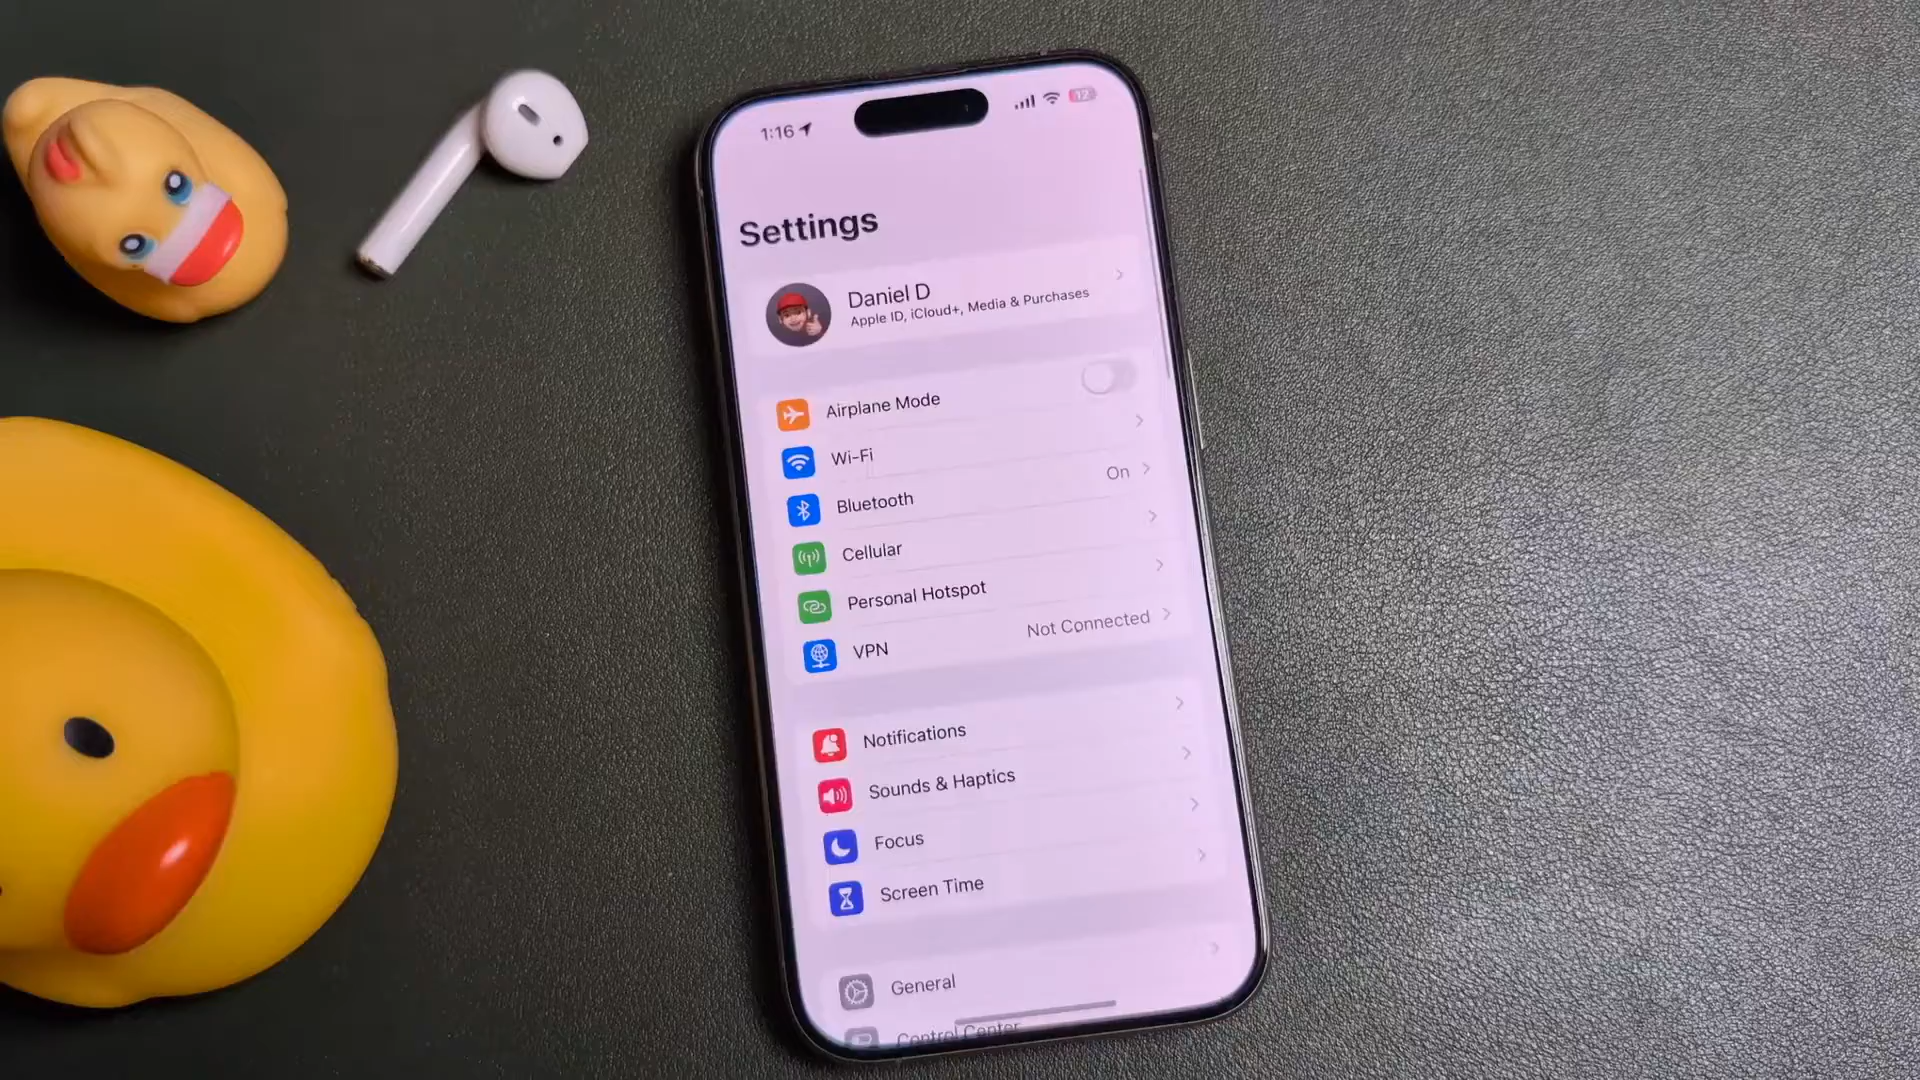 1:16
12
Settings
Daniel D
Apple ID, iCloud+, Media & Purchases
Airplane Mode
Wi-Fi
Bluetooth On
Cellular
Personal Hotspot
VPN Not Connected
Notifications
Sounds & Haptics
Focus
Screen Time
General
Control Center